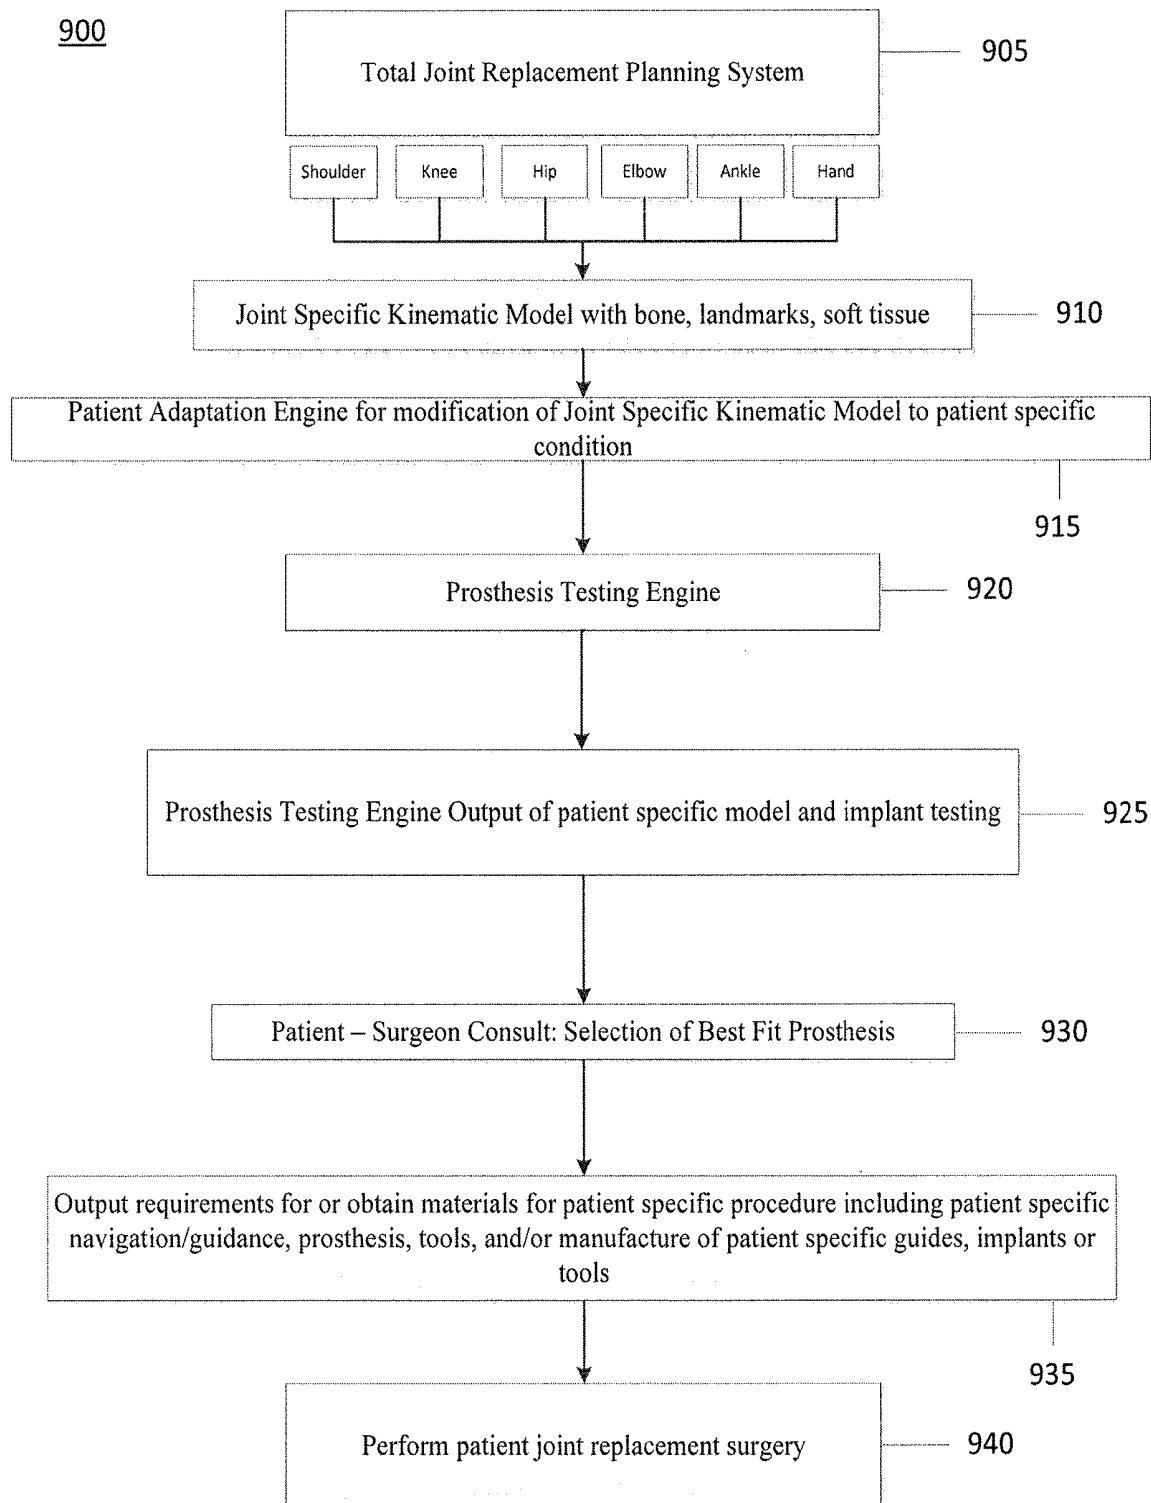 900
Total Joint Replacement Planning System
905
Shoulder
Knee
Hip
Elbow
Ankle
Hand
Joint Specific Kinematic Model with bone, landmarks, soft tissue
910
Patient Adaptation Engine for modification of Joint Specific Kinematic Model to patient specific
condition
915
Prosthesis Testing Engine
920
Prosthesis Testing Engine Output of patient specific model and implant testing
925
Patient – Surgeon Consult: Selection of Best Fit Prosthesis
930
Output requirements for or obtain materials for patient specific procedure including patient specific
navigation/guidance, prosthesis, tools, and/or manufacture of patient specific guides, implants or
tools
935
Perform patient joint replacement surgery
940